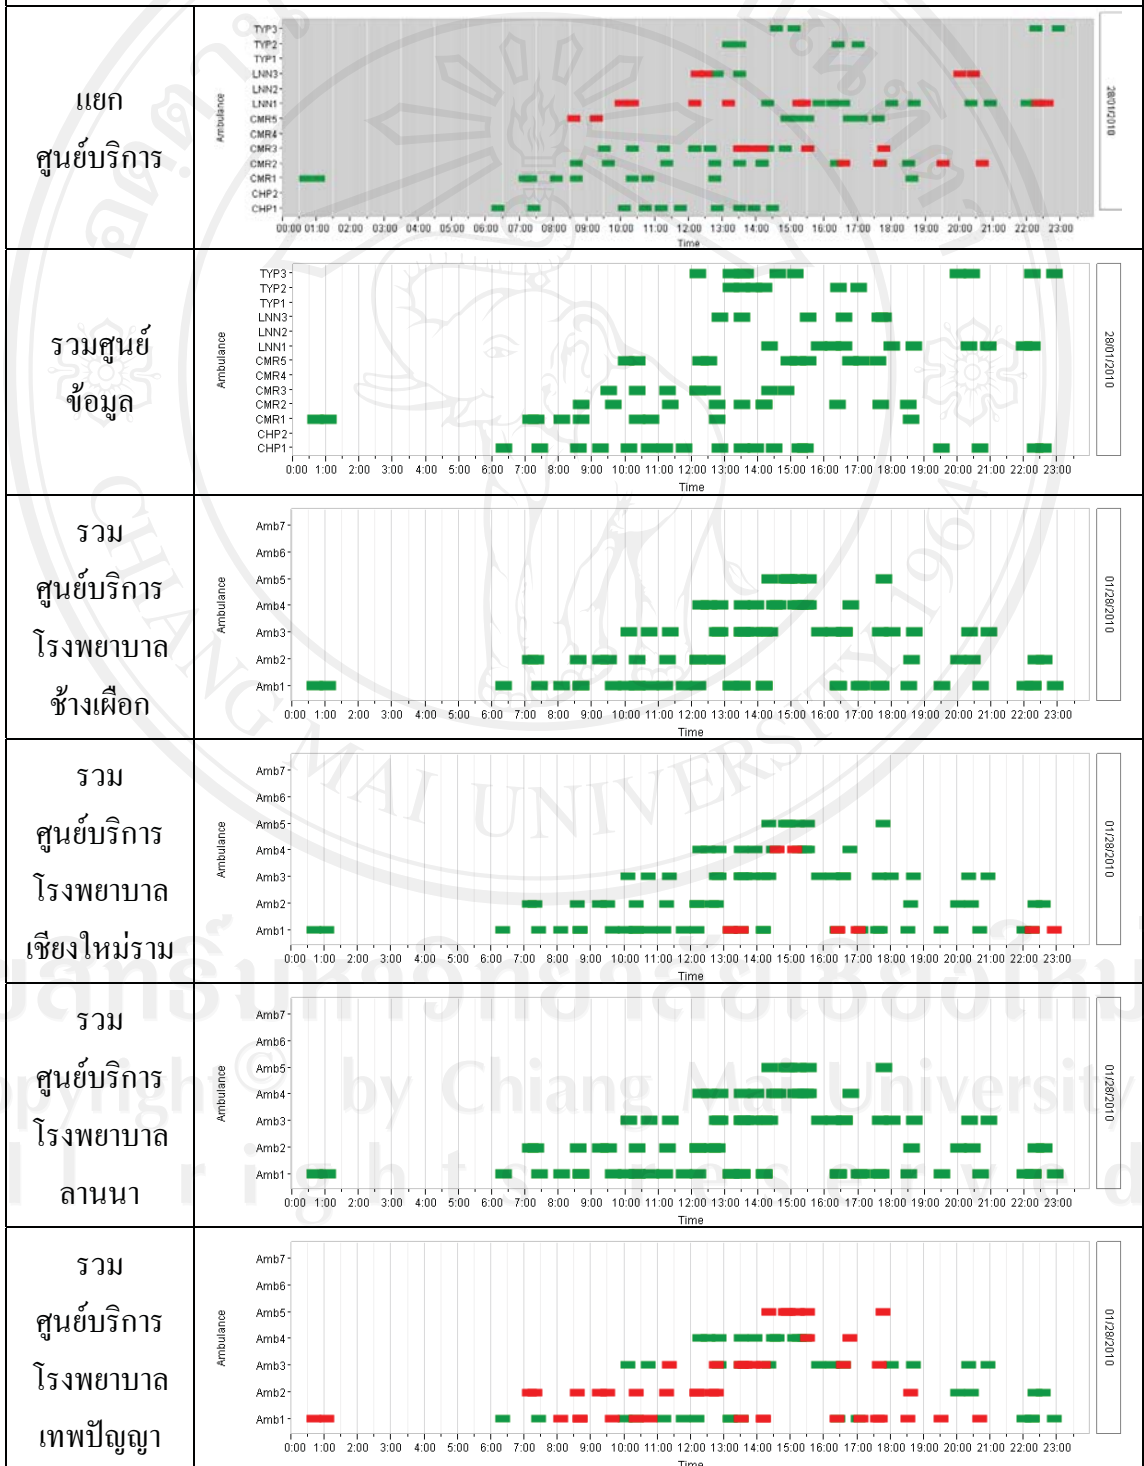 แยก
ศูนย์บริการ
TYP3
TYP2
TYP1
LNN3
LNN2
LNN1
CMR5
CMR4
CMR3
CMR2
CMR1
CHP2
CHP1
Ambulance
00:00 01:00 02:00 03:00 04:00 05:00 06:00 07:00 08:00 09:00 10:00 11:00 12:00 13:00 14:00 15:00 16:00 17:00 18:00 19:00 20:00 21:00 22:00 23:00
Time
28/01/2010
รวมศูนย์
ข้อมูล
TYP3
TYP2
TYP1
LNN3
LNN2
LNN1
CMR5
CMR4
CMR3
CMR2
CMR1
CHP2
CHP1
Ambulance
0:00 1:00 2:00 3:00 4:00 5:00 6:00 7:00 8:00 9:00 10:00 11:00 12:00 13:00 14:00 15:00 16:00 17:00 18:00 19:00 20:00 21:00 22:00 23:00
Time
28/01/2010
รวม
ศูนย์บริการ
โรงพยาบาล
ช้างเผือก
Amb7
Amb6
Amb5
Amb4
Amb3
Amb2
Amb1
Ambulance
0:00 1:00 2:00 3:00 4:00 5:00 6:00 7:00 8:00 9:00 10:00 11:00 12:00 13:00 14:00 15:00 16:00 17:00 18:00 19:00 20:00 21:00 22:00 23:00
Time
01/28/2010
รวม
ศูนย์บริการ
โรงพยาบาล
เชียงใหม่ราม
Amb7
Amb6
Amb5
Amb4
Amb3
Amb2
Amb1
Ambulance
0:00 1:00 2:00 3:00 4:00 5:00 6:00 7:00 8:00 9:00 10:00 11:00 12:00 13:00 14:00 15:00 16:00 17:00 18:00 19:00 20:00 21:00 22:00 23:00
Time
01/28/2010
รวม
ศูนย์บริการ
โรงพยาบาล
ลานนา
Amb7
Amb6
Amb5
Amb4
Amb3
Amb2
Amb1
Ambulance
0:00 1:00 2:00 3:00 4:00 5:00 6:00 7:00 8:00 9:00 10:00 11:00 12:00 13:00 14:00 15:00 16:00 17:00 18:00 19:00 20:00 21:00 22:00 23:00
Time
01/28/2010
รวม
ศูนย์บริการ
โรงพยาบาล
เทพปัญญา
Amb7
Amb6
Amb5
Amb4
Amb3
Amb2
Amb1
Ambulance
0:00 1:00 2:00 3:00 4:00 5:00 6:00 7:00 8:00 9:00 10:00 11:00 12:00 13:00 14:00 15:00 16:00 17:00 18:00 19:00 20:00 21:00 22:00 23:00
Time
01/28/2010
CHIANG MAI UNIVERSITY 1964
by Chiang Mai University
rights reserved